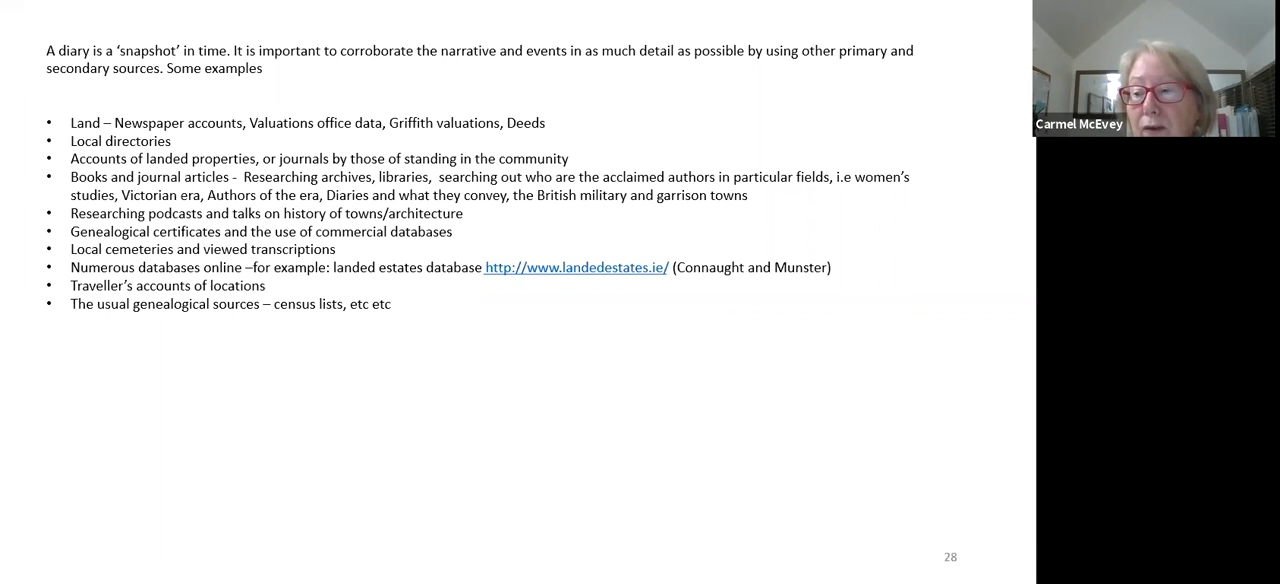 A diary is a ‘snapshot’ in time. It is important to corroborate the narrative and events in as much detail as possible by using other primary and
secondary sources. Some examples
• Land – Newspaper accounts, Valuations office data, Griffith valuations, Deeds
• Local directories
• Accounts of landed properties, or journals by those of standing in the community
• Books and journal articles - Researching archives, libraries, searching out who are the acclaimed authors in particular fields, i.e women’s
studies, Victorian era, Authors of the era, Diaries and what they convey, the British military and garrison towns
• Researching podcasts and talks on history of towns/architecture
• Genealogical certificates and the use of commercial databases
• Local cemeteries and viewed transcriptions
• Numerous databases online –for example: landed estates database http://www.landedestates.ie/ (Connaught and Munster)
• Traveller’s accounts of locations
• The usual genealogical sources – census lists, etc etc
28
Carmel McEvey